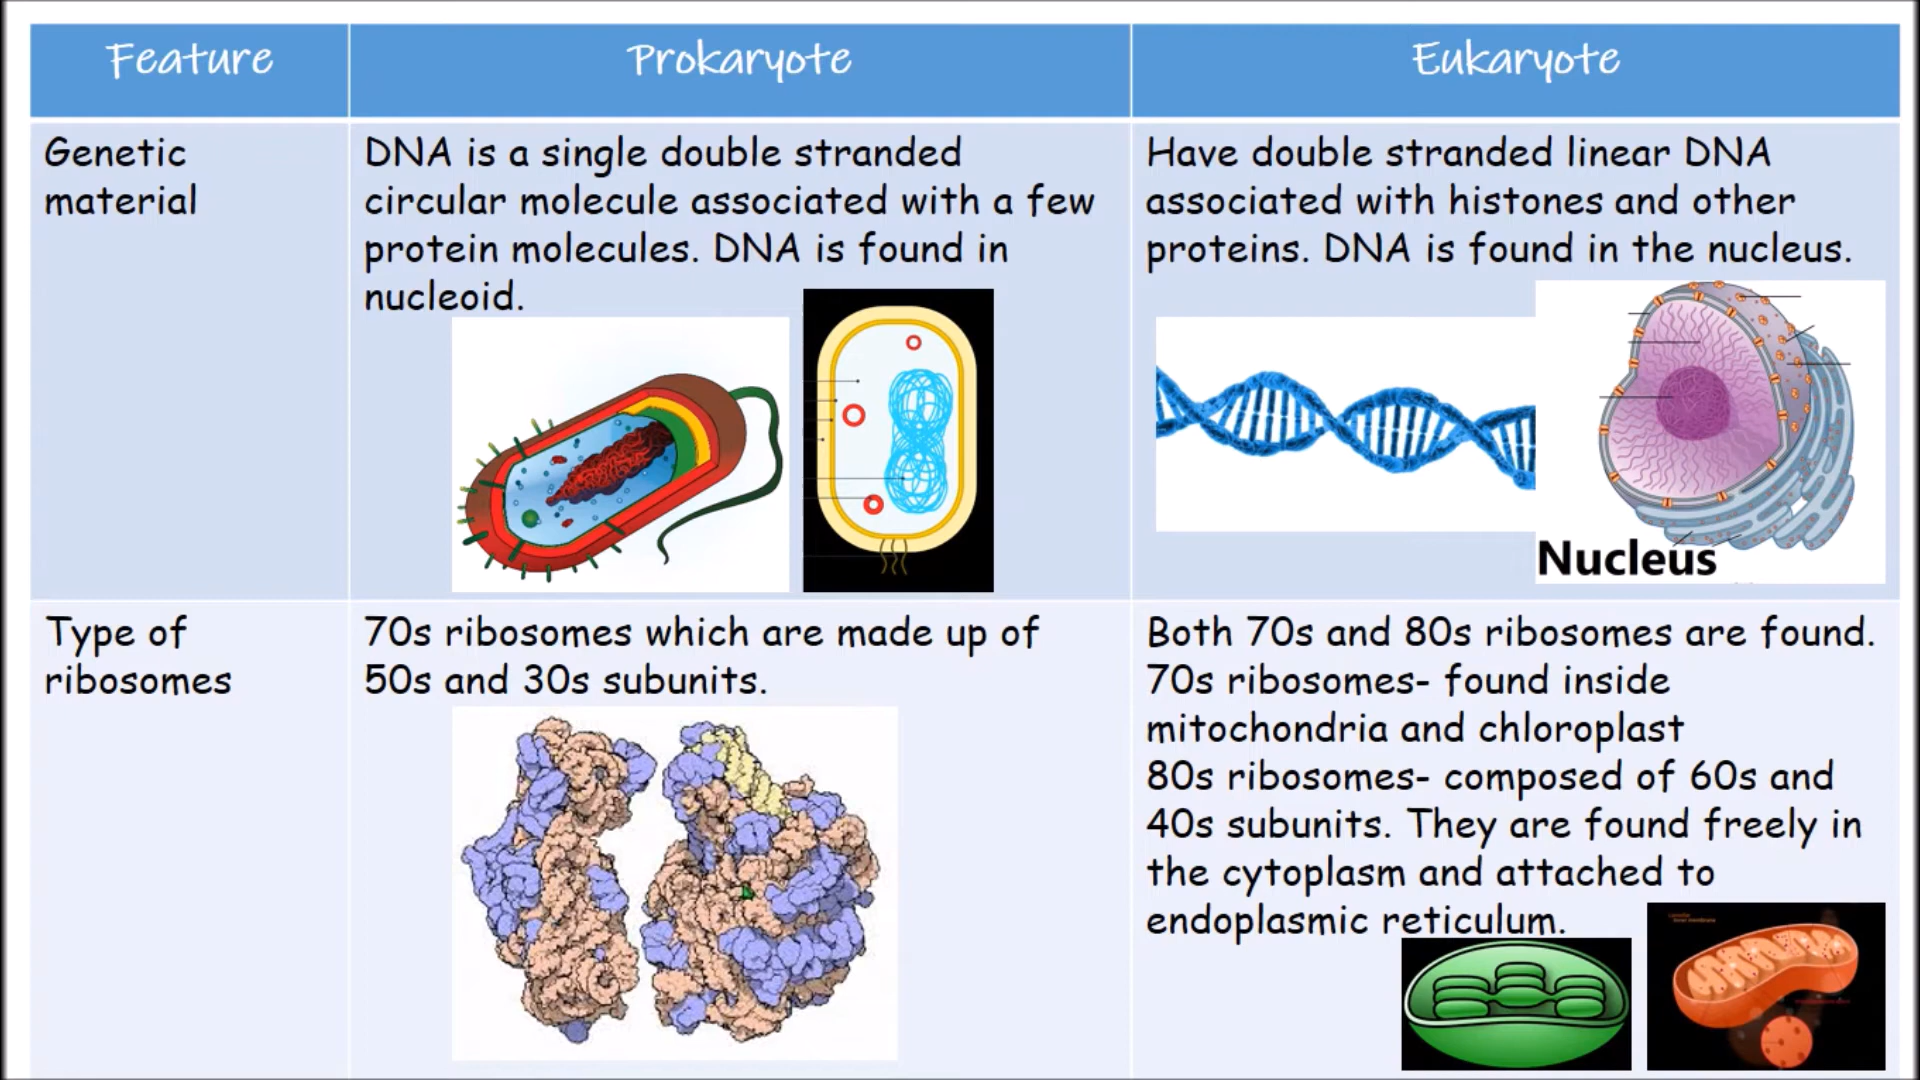 Feature
Prokaryote
Eukaryote
Genetic
material
DNA is a single double stranded
circular molecule associated with a few
protein molecules. DNA is found in
nucleoid.
Have double stranded linear DNA
associated with histones and other
proteins. DNA is found in the nucleus.
Nucleus
Type of
ribosomes
70s ribosomes which are made up of
50s and 30s subunits.
Both 70s and 80s ribosomes are found.
70s ribosomes- found inside
mitochondria and chloroplast
80s ribosomes- composed of 60s and
40s subunits. They are found freely in
the cytoplasm and attached to
endoplasmic reticulum.